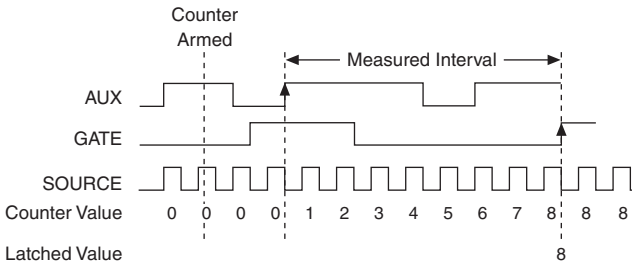 Counter
Armed
Measured Interval
AUX
GATE
SOURCE
Counter Value 0 0 0 0 1 2 3 4 5 6 7 8 8 8
Latched Value 8